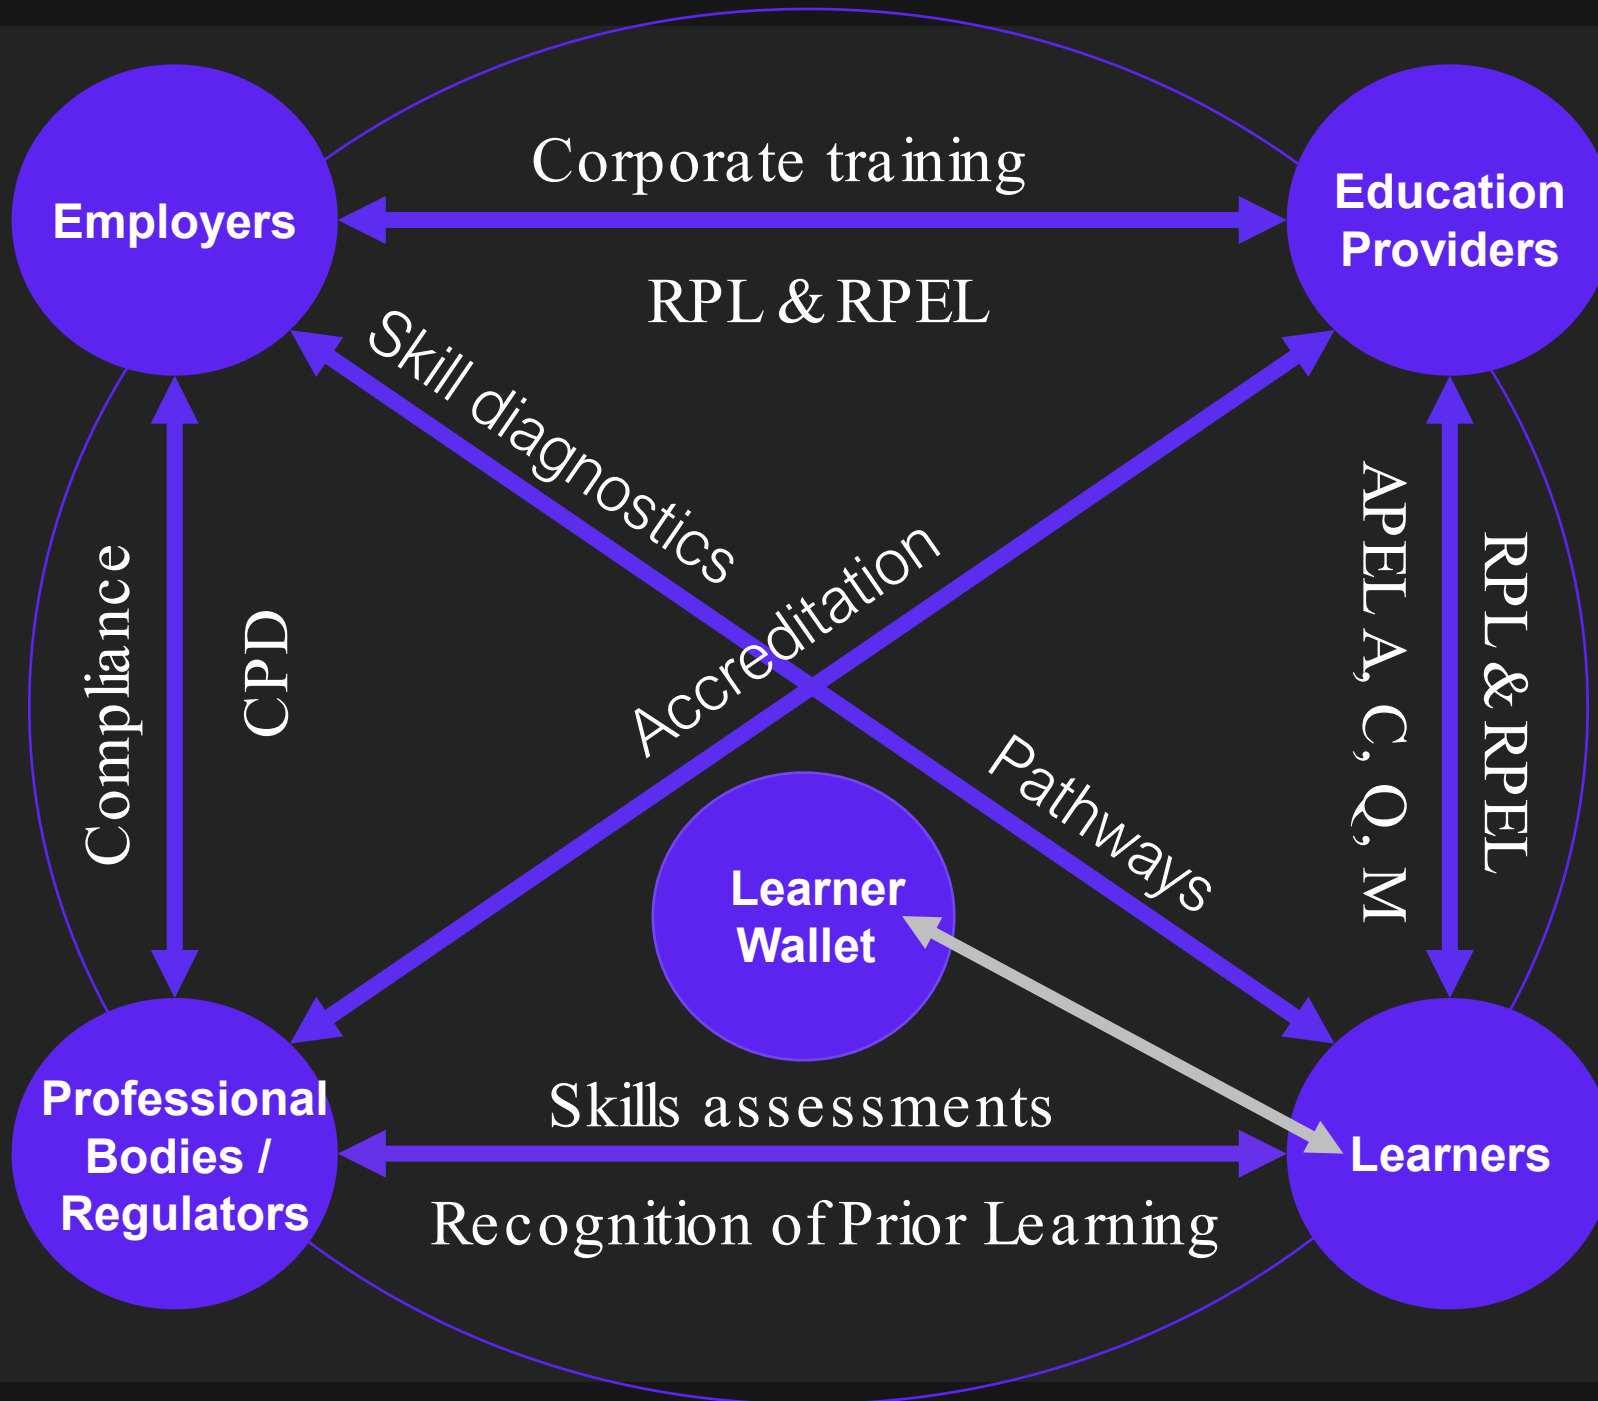 Corporate training
Employers
Education
Providers
RPL & RPEL
Skill diagnostics
Accreditation
Compliance
CPD
APEL A, C, Q, M
RPL & RPEL
Pathways
Learner
Wallet
Professional
Bodies /
Regulators
Skills assessments
Learners
Recognition of Prior Learning